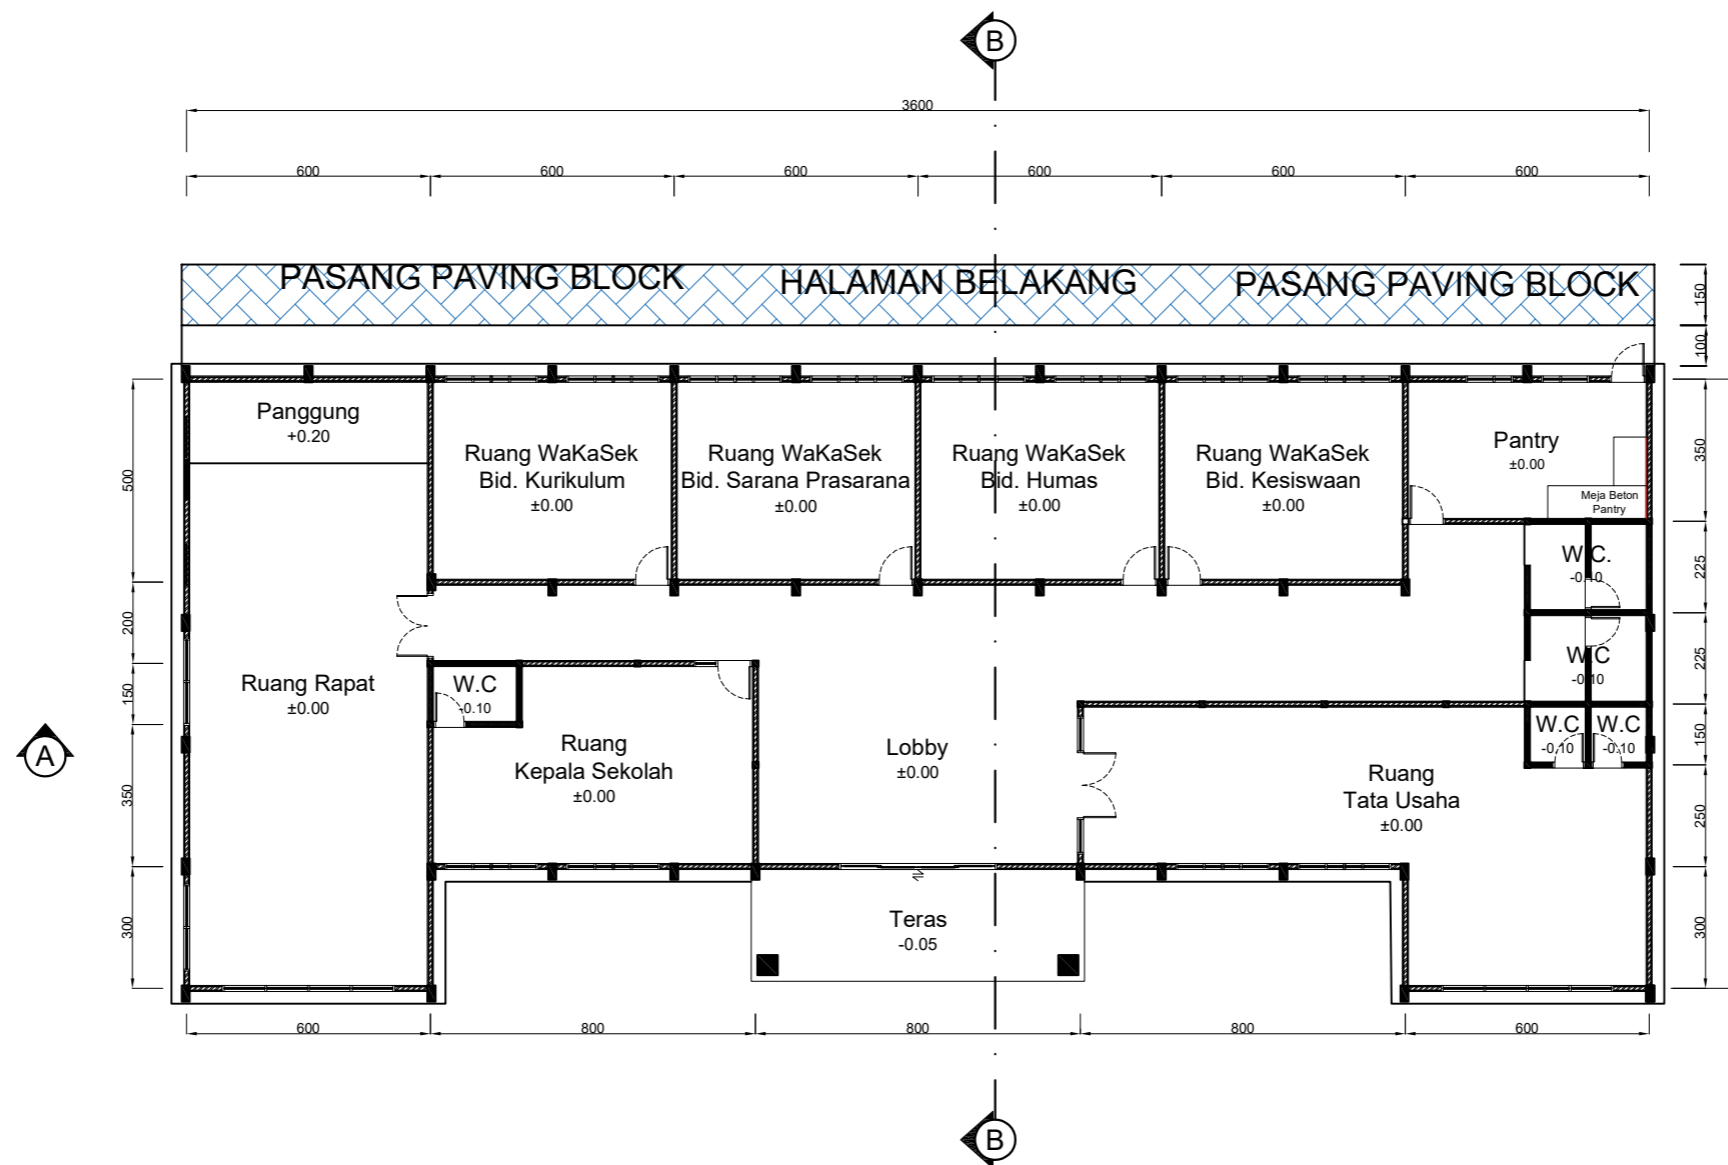 B
3600
600
600
600
600
600
600
PASANG PAVING BLOCK
HALAMAN BELAKANG
PASANG PAVING BLOCK
150
100
Panggung
+0.20
Ruang WaKaSek
Bid. Kurikulum
±0.00
Ruang WaKaSek
Bid. Sarana Prasarana
±0.00
Ruang WaKaSek
Bid. Humas
±0.00
Ruang WaKaSek
Bid. Kesiswaan
±0.00
Pantry
±0.00
Meja Beton
Pantry
500
350
W.C.
-0.10
225
200
W.C
-0.10
225
Ruang Rapat
±0.00
W.C
-0.10
150
Ruang
Kepala Sekolah
±0.00
Lobby
±0.00
W.C
-0.10
W.C
-0.10
150
A
Ruang
Tata Usaha
±0.00
350
250
Teras
-0.05
300
300
600
800
800
800
600
B